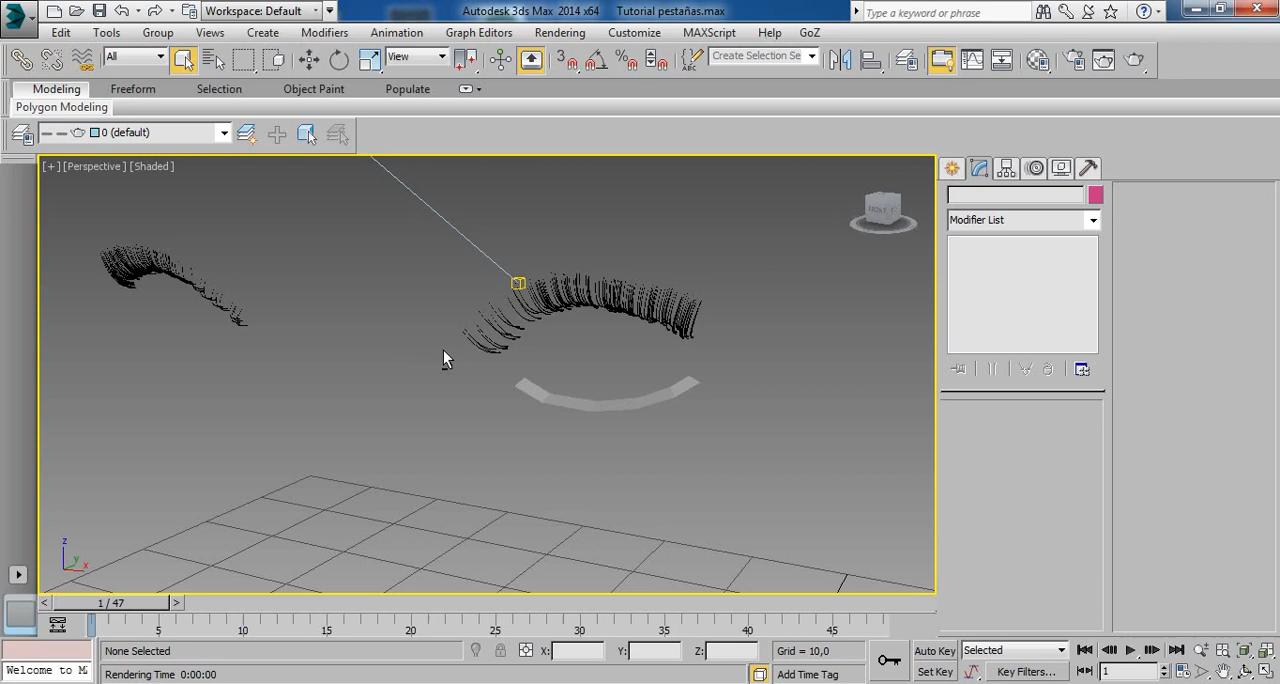 Workspace: Default
Autodesk 3ds Max 2014 x64
Tutorial pestañas.max
Type a keyword or phrase
Edit
Tools
Group
Views
Create
Modifiers
Animation
Graph Editors
Rendering
Customize
MAXScript
Help
GoZ
All
View
3
Create Selection Se
Modeling
Freeform
Selection
Object Paint
Populate
Polygon Modeling
0 (default)
[+] [Perspective] [Shaded]
Modifier List
z
y
x
1 / 47
5
10
15
20
25
30
35
40
45
None Selected
X:
Y:
Z:
Grid = 10,0
Auto Key
Selected
Welcome to M
Rendering Time 0:00:00
Add Time Tag
Set Key
Key Filters...
1